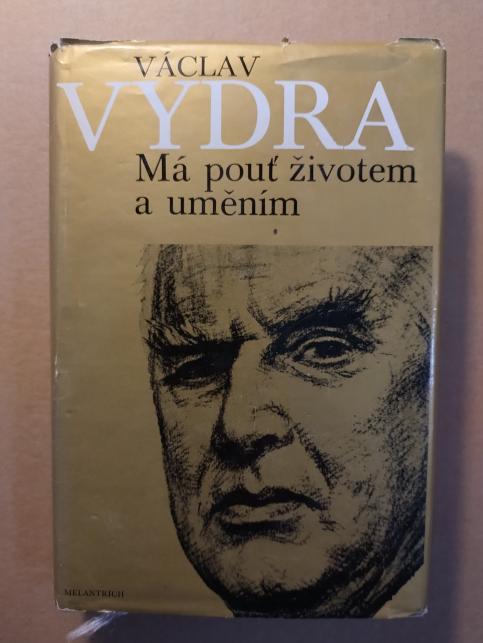 VÁCLAV
VYDRA
Má pouť životem
a uměním
MELANTRICH